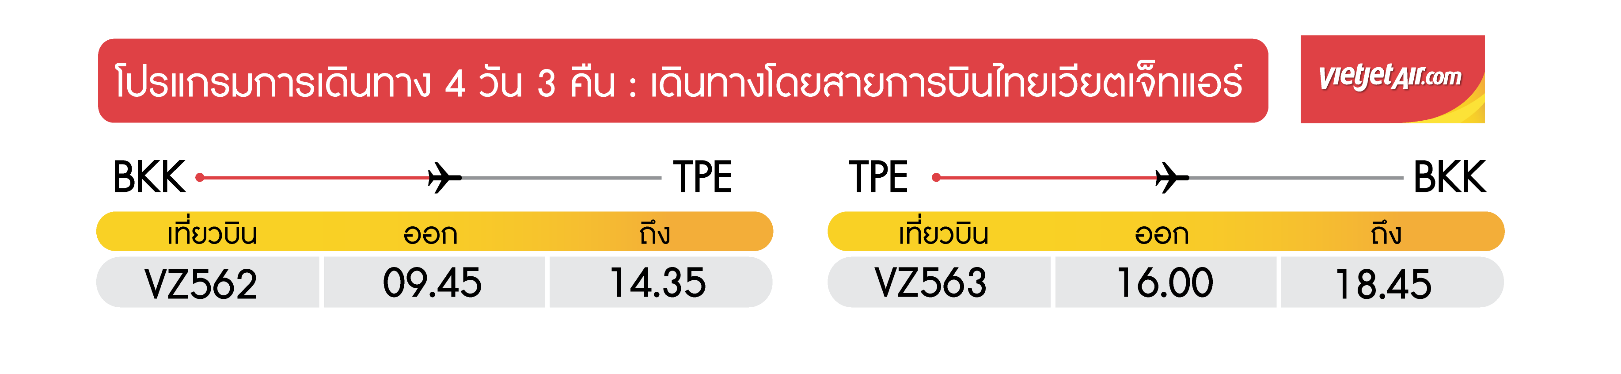 โปรแกรมการเดินทาง 4 วัน 3 คืน : เดินทางโดยสายการบินไทยเวียตเจ็ทแอร์
vietjetAir.com
BKK TPE
เที่ยวบิน ออก ถึง
VZ562 09.45 14.35
TPE BKK
เที่ยวบิน ออก ถึง
VZ563 16.00 18.45